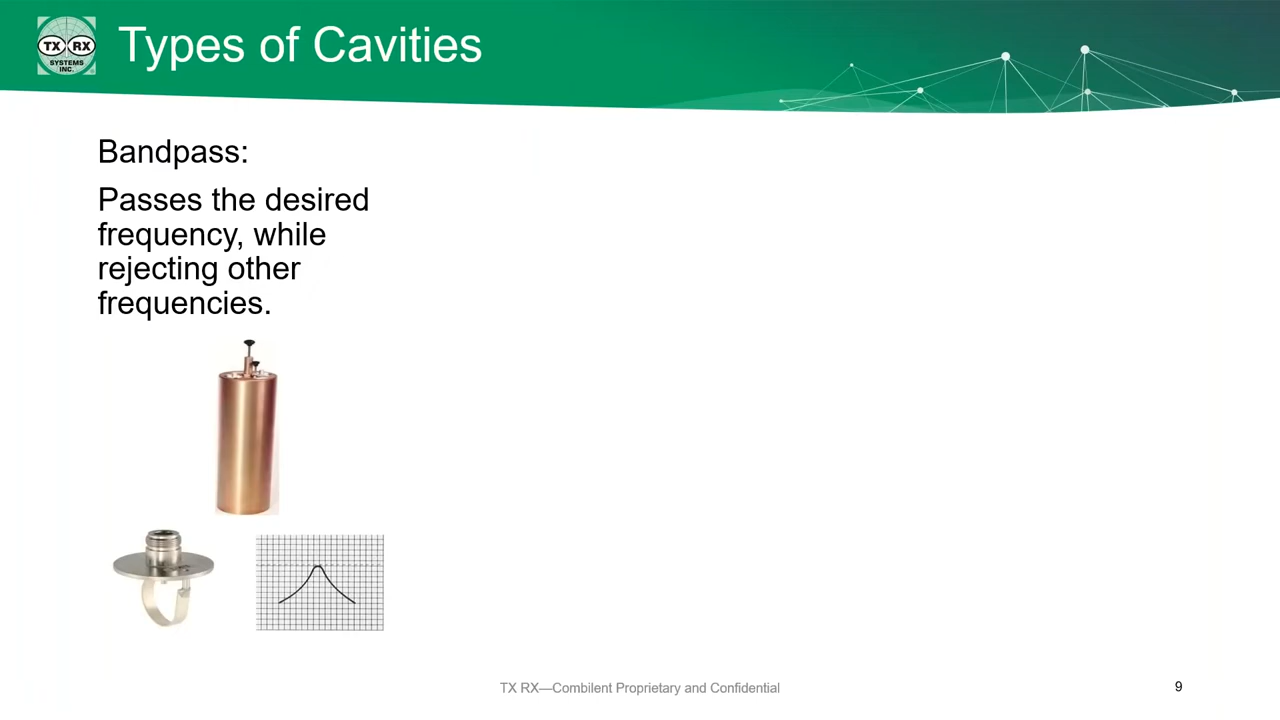 TX RX
SYSTEMS
INC.
Types of Cavities
Bandpass:
Passes the desired
frequency, while
rejecting other
frequencies.
TX RX—Combilent Proprietary and Confidential
9